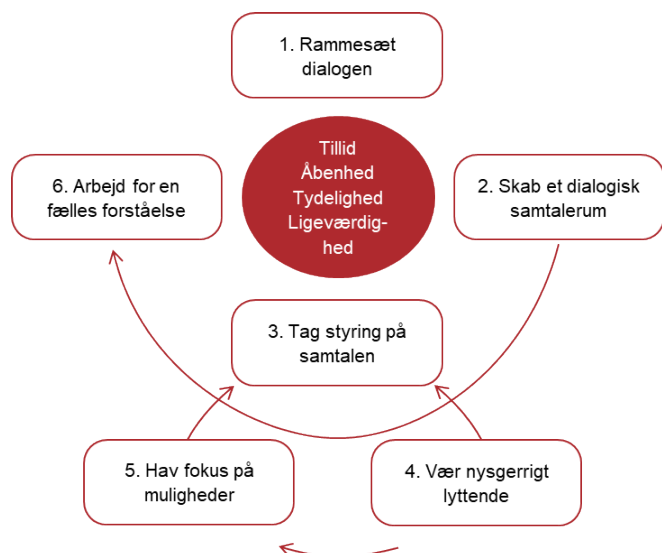 1. Rammesæt
dialogen
Tillid
Åbenhed
Tydelighed
Ligeværdig-
hed
6. Arbejd for en
fælles forståelse
2. Skab et dialogisk
samtalerum
3. Tag styring på
samtalen
5. Hav fokus på
muligheder
4. Vær nysgerrigt
lyttende